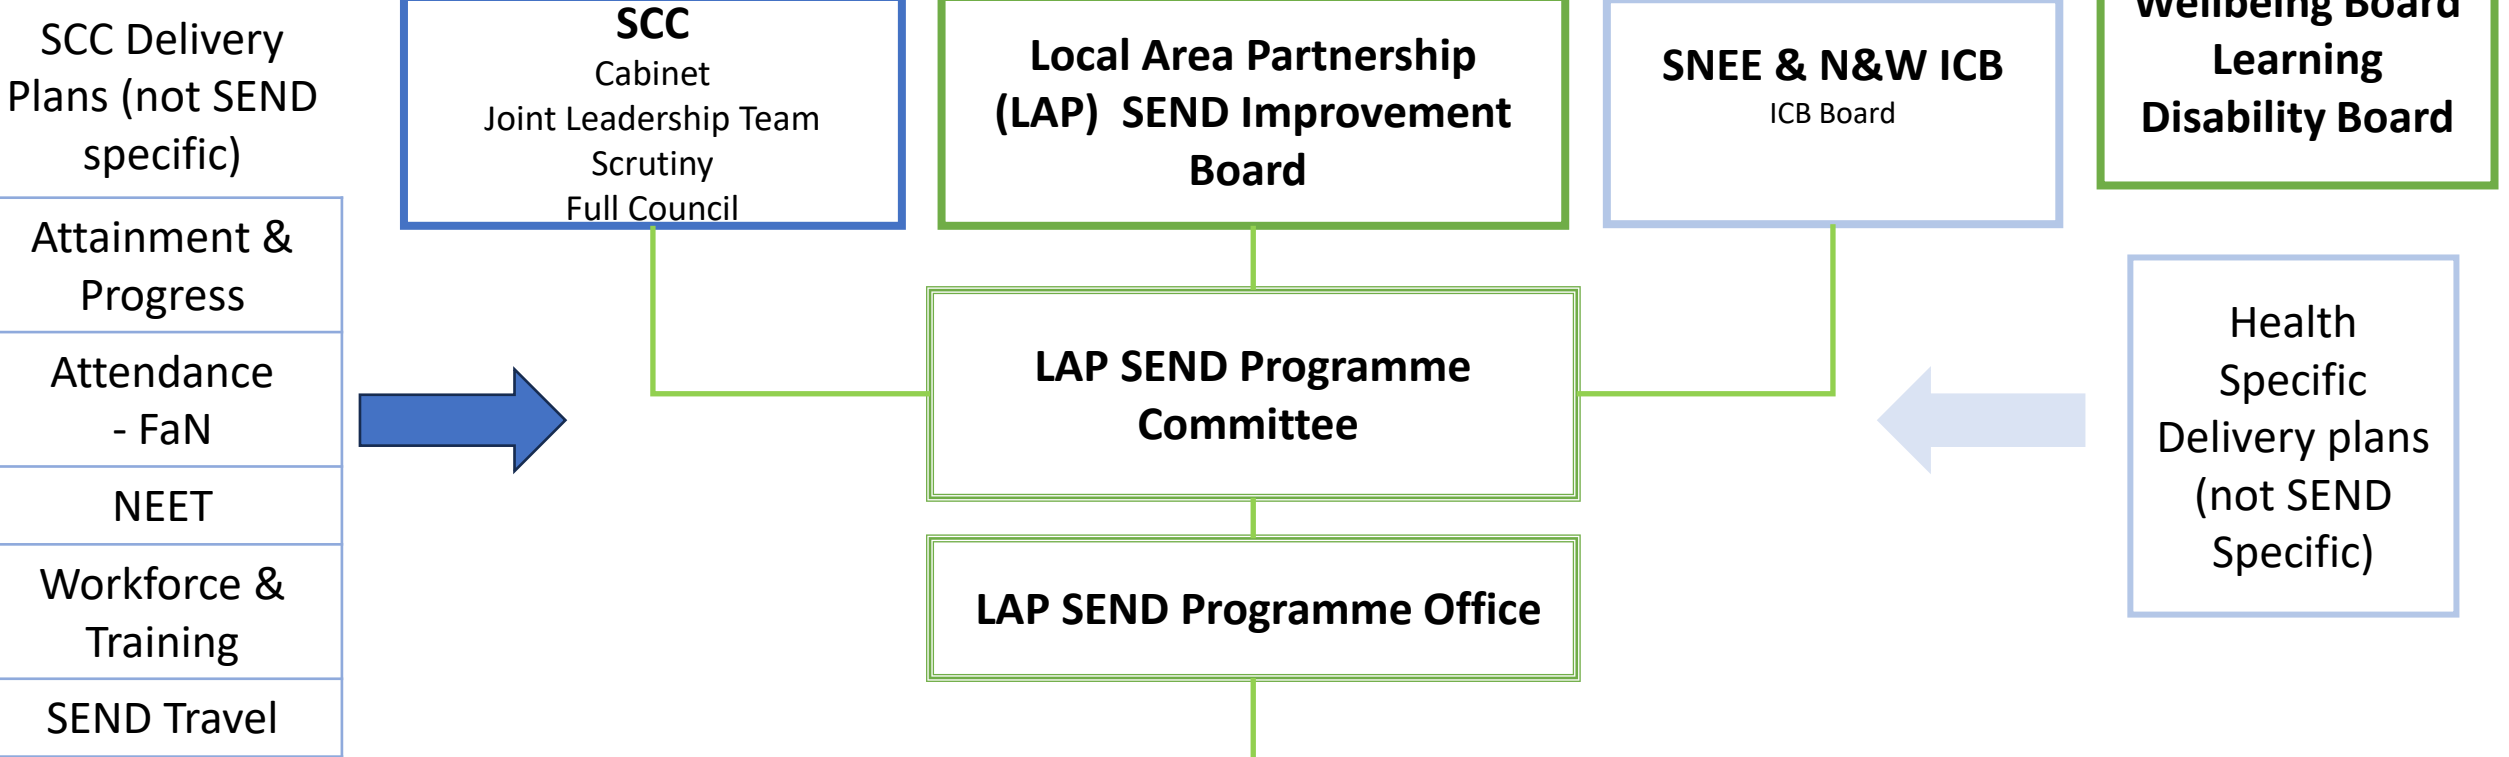 SCC Delivery
Plans (not SEND
specific)
Attainment &
Progress
Attendance
- FaN
NEET
Workforce &
Training
SEND Travel
SCC
Cabinet
Joint Leadership Team
Scrutiny
Full Council
Local Area Partnership
(LAP) SEND Improvement
Board
SNEE & N&W ICB
ICB Board
Wellbeing Board
Learning
Disability Board
LAP SEND Programme
Committee
LAP SEND Programme Office
Health
Specific
Delivery plans
(not SEND
Specific)